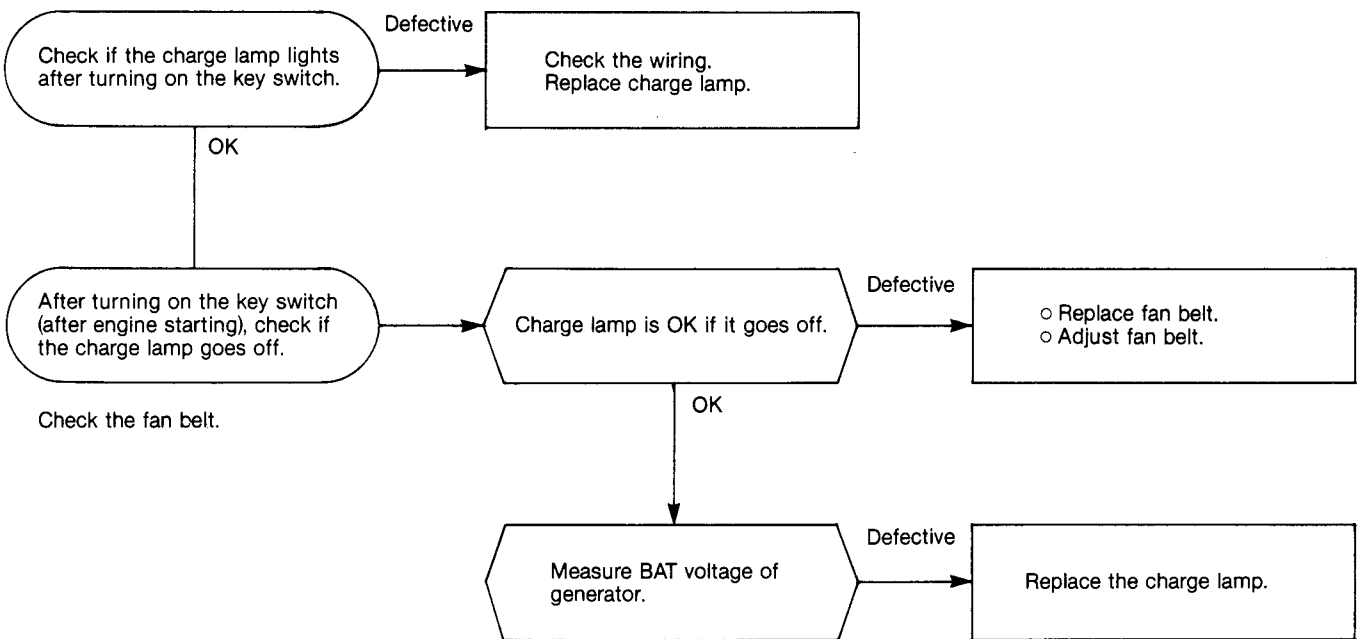 Defective
Check if the charge lamp lights
after turning on the key switch.
Check the wiring.
Replace charge lamp.
OK
After turning on the key switch
(after engine starting), check if
the charge lamp goes off.
Charge lamp is OK if it goes off.
Defective
○ Replace fan belt.
○ Adjust fan belt.
Check the fan belt.
OK
Measure BAT voltage of
generator.
Defective
Replace the charge lamp.